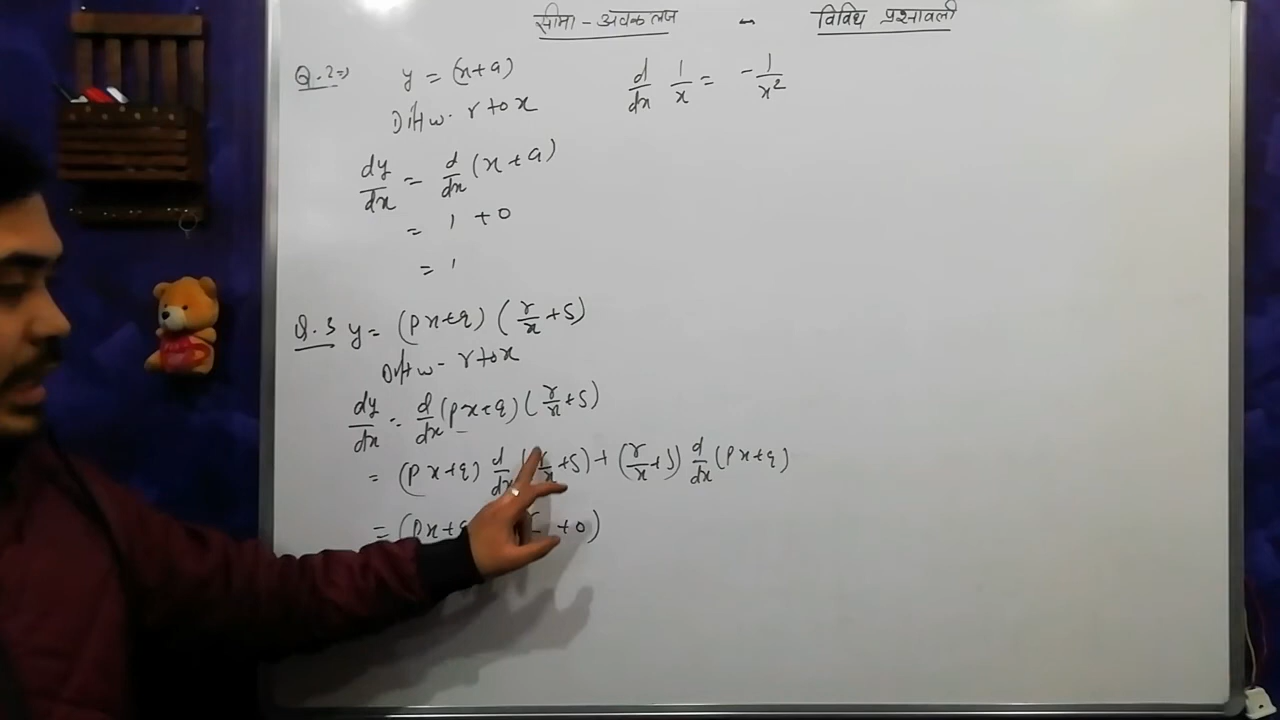 सीमा - अवकलज - विविध प्रश्नावली
Q.2⇒ y = (x+a)
d/dx 1/x = -1/x²
Diff w. r to x
dy/dx = d/dx (x+a)
= 1 + 0
= 1
Q.3 y = (px+q) (r/x + s)
Diff w- r to x
dy/dx = d/dx (px+q) (r/x + s)
= (px+q) d/dx (r/x + s) + (r/x + s) d/dx (px+q)
= (px+ + 0)